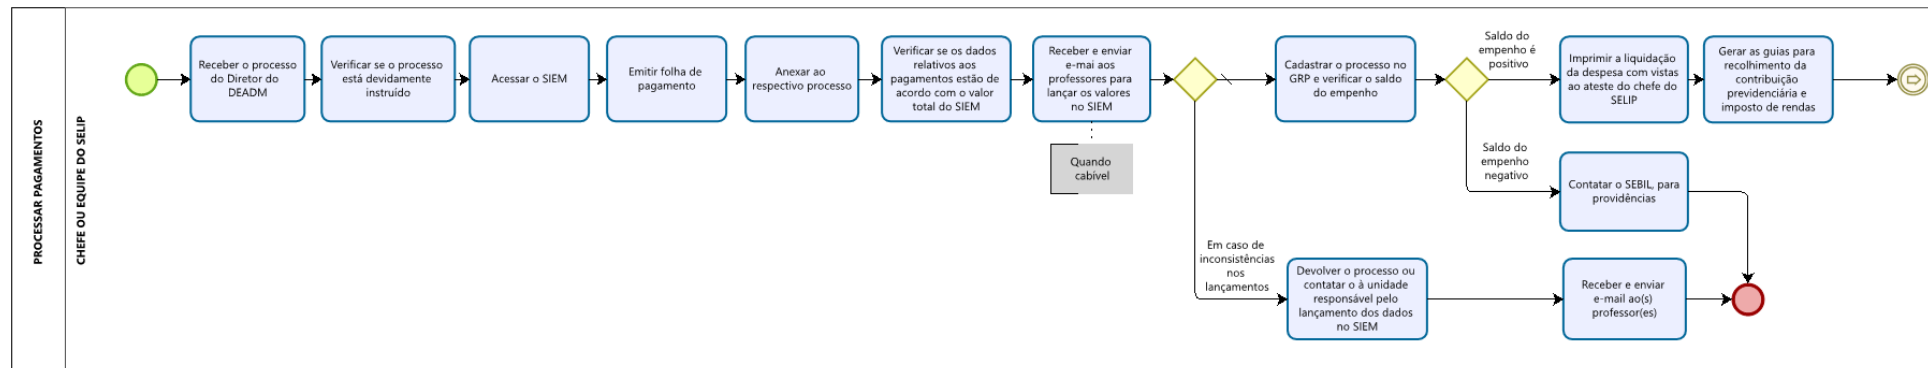 PROCESSAR PAGAMENTOS
CHEFE OU EQUIPE DO SELIP
Receber o processo
do Diretor do
DEADM
Verificar se o processo
está devidamente
instruído
Acessar o SIEM
Emitir folha de
pagamento
Anexar ao
respectivo processo
Verificar se os dados
relativos aos
pagamentos estão de
acordo com o valor
total do SIEM
Receber e enviar
e-mai aos
professores para
lançar os valores
no SIEM
Quando
cabível
Cadastrar o processo no
GRP e verificar o saldo
do empenho
Saldo do
empenho é
positivo
Imprimir a liquidação
da despesa com vistas
ao ateste do chefe do
SELIP
Gerar as guias para
recolhimento da
contribuição
previdenciária e
imposto de rendas
Saldo do
empenho
negativo
Contatar o SEBIL, para
providências
Em caso de
inconsistências
nos
lançamentos
Devolver o processo ou
contatar o à unidade
responsável pelo
lançamento dos dados
no SIEM
Receber e enviar
e-mail ao(s)
professor(es)